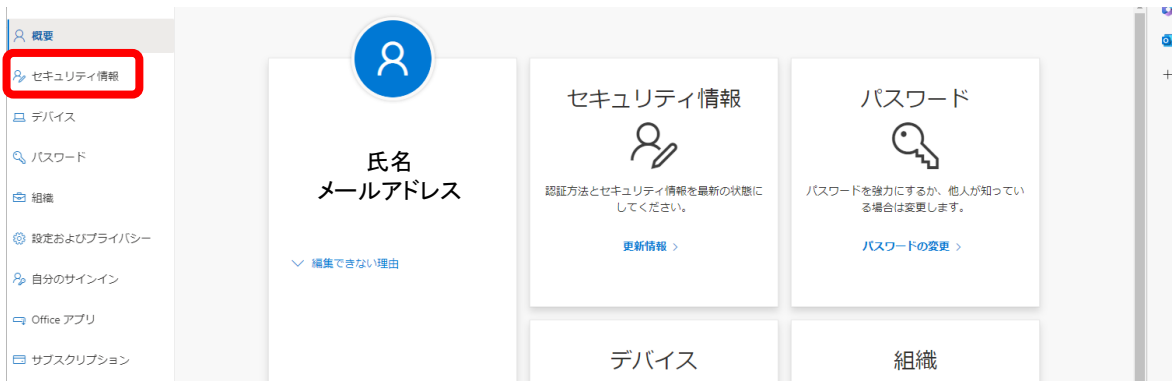 概要
セキュリティ情報
デバイス
パスワード
組織
設定およびプライバシー
自分のサインイン
Office アプリ
サブスクリプション
氏名
メールアドレス
編集できない理由
セキュリティ情報
認証方法とセキュリティ情報を最新の状態に
してください。
更新情報
パスワード
パスワードを強力にするか、他人が知ってい
る場合は変更します。
パスワードの変更
デバイス
組織